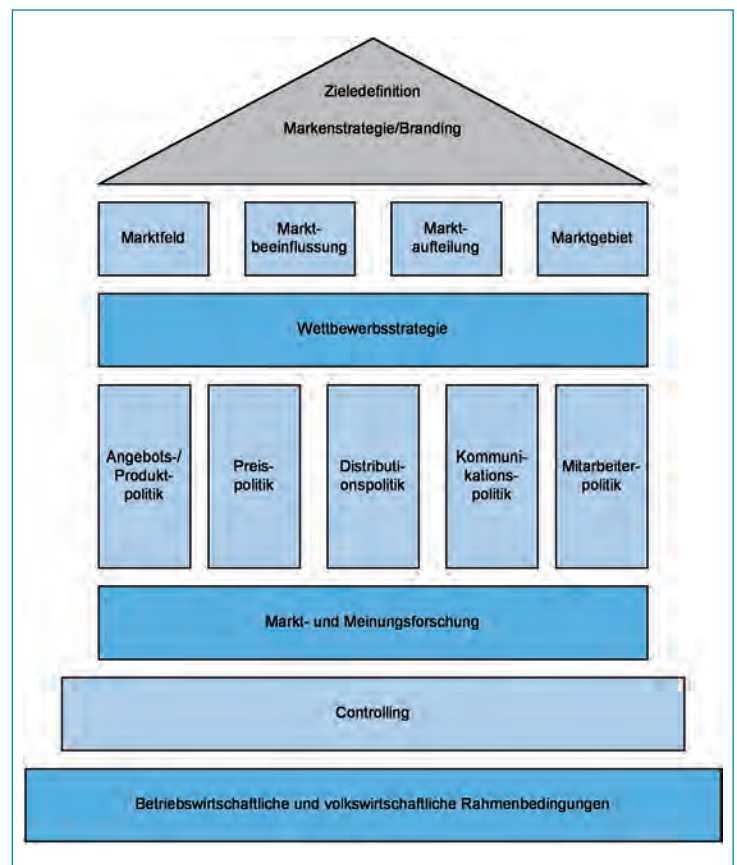 Zieledefinition
Markenstrategie/Branding
Marktfeld
Markt-
beeinflussung
Markt-
aufteilung
Marktgebiet
Wettbewerbsstrategie
Angebots-/
Produkt-
politik
Preis-
politik
Distributi-
onspolitik
Kommuni-
kations-
politik
Mitarbeiter-
politik
Markt- und Meinungsforschung
Controlling
Betriebswirtschaftliche und volkswirtschaftliche Rahmenbedingungen